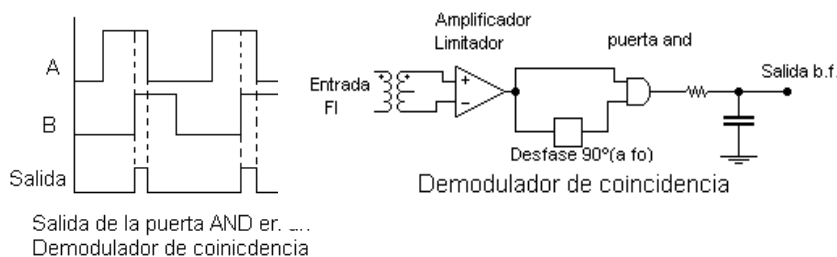 A
B
Salida
Salida de la puerta AND
Demodulador de coinicdencia
Amplificador
Limitador
puerta and
Entrada
FI
+
-
Salida b.f.
Desfase 90º(a fo)
Demodulador de coincidencia